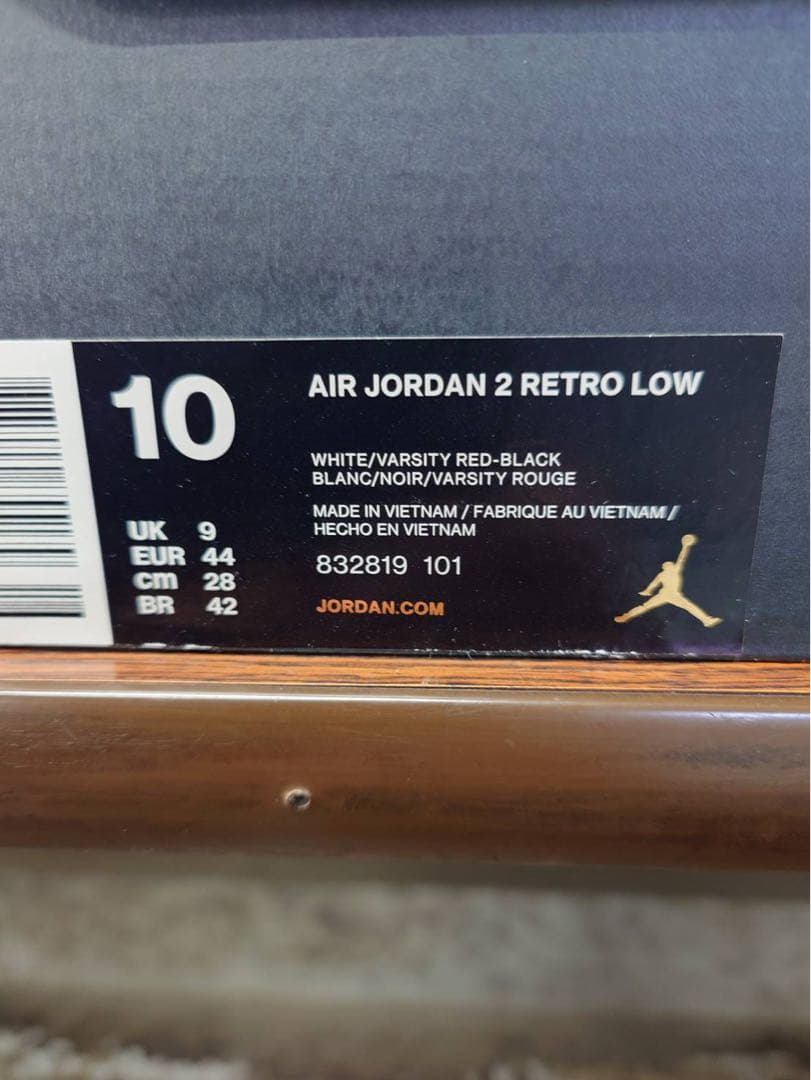 10
AIR JORDAN 2 RETRO LOW
WHITE/VARSITY RED-BLACK
BLANC/NOIR/VARSITY ROUGE
MADE IN VIETNAM / FABRIQUE AU VIETNAM /
HECHO EN VIETNAM
832819 101
JORDAN.COM
UK 9
EUR 44
cm 28
BR 42